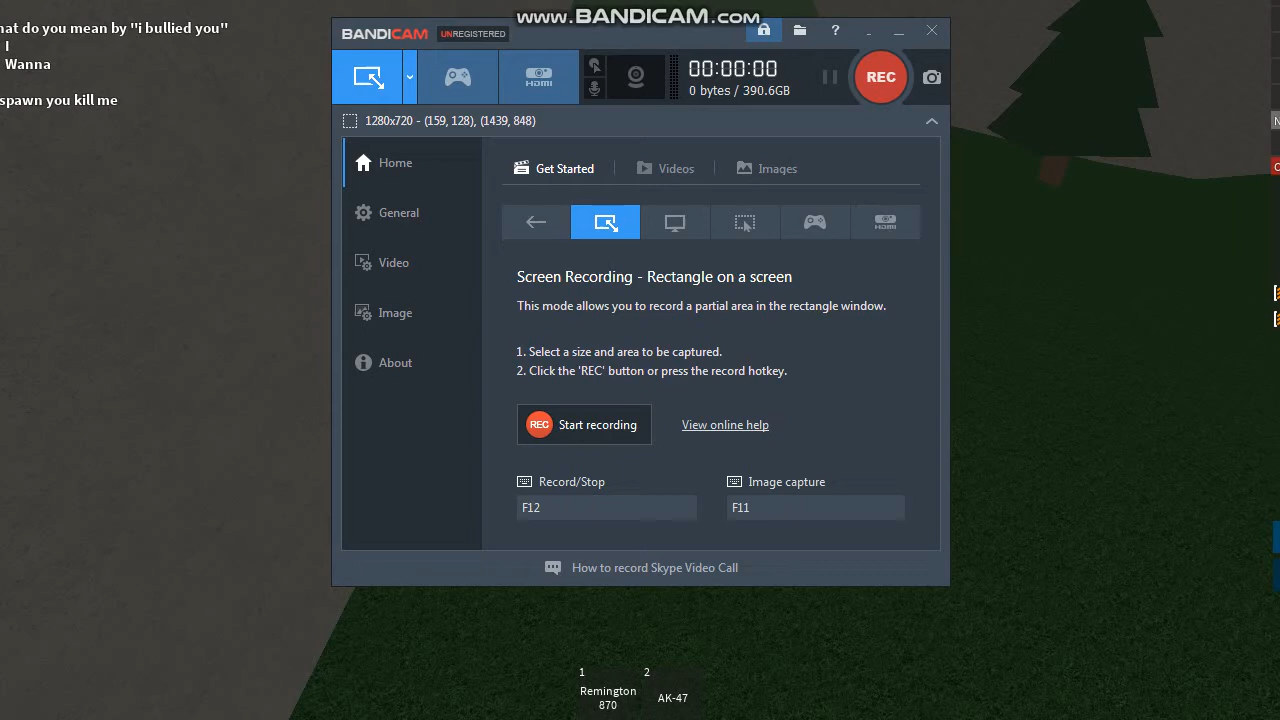 www.BANDICAM.com
hat do you mean by "i bullied you"
I
Wanna
spawn you kill me
BANDICAM UNREGISTERED
?
HDMI
00:00:00
0 bytes / 390.6GB
REC
1280x720 - (159, 128), (1439, 848)
Home
General
Video
Image
About
Get Started
Videos
Images
HDMI
Screen Recording - Rectangle on a screen
This mode allows you to record a partial area in the rectangle window.
1. Select a size and area to be captured.
2. Click the 'REC' button or press the record hotkey.
REC Start recording
View online help
Record/Stop
F12
Image capture
F11
How to record Skype Video Call
1
Remington
870
2
AK-47